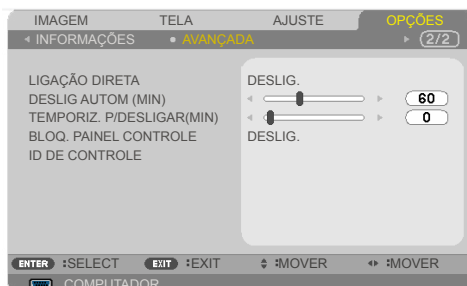 IMAGEM TELA AJUSTE OPÇÕES
INFORMAÇÕES • AVANÇADA (2/2)
LIGAÇÃO DIRETA DESLIG.
DESLIG AUTOM (MIN) 60
TEMPORIZ. P/DESLIGAR(MIN) 0
BLOQ. PAINEL CONTROLE DESLIG.
ID DE CONTROLE
ENTER :SELECT EXIT :EXIT :MOVER :MOVER
COMPUTADOR